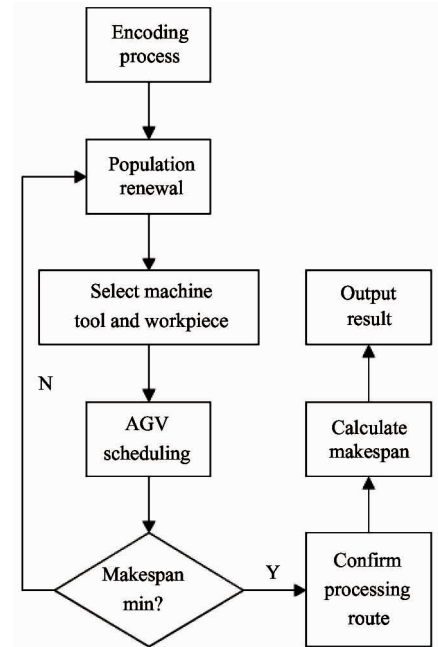 Encoding
process
Population
renewal
Select machine
tool and workpiece
AGV
scheduling
Makespan
min?
N
Y
Confirm
processing
route
Calculate
makespan
Output
result